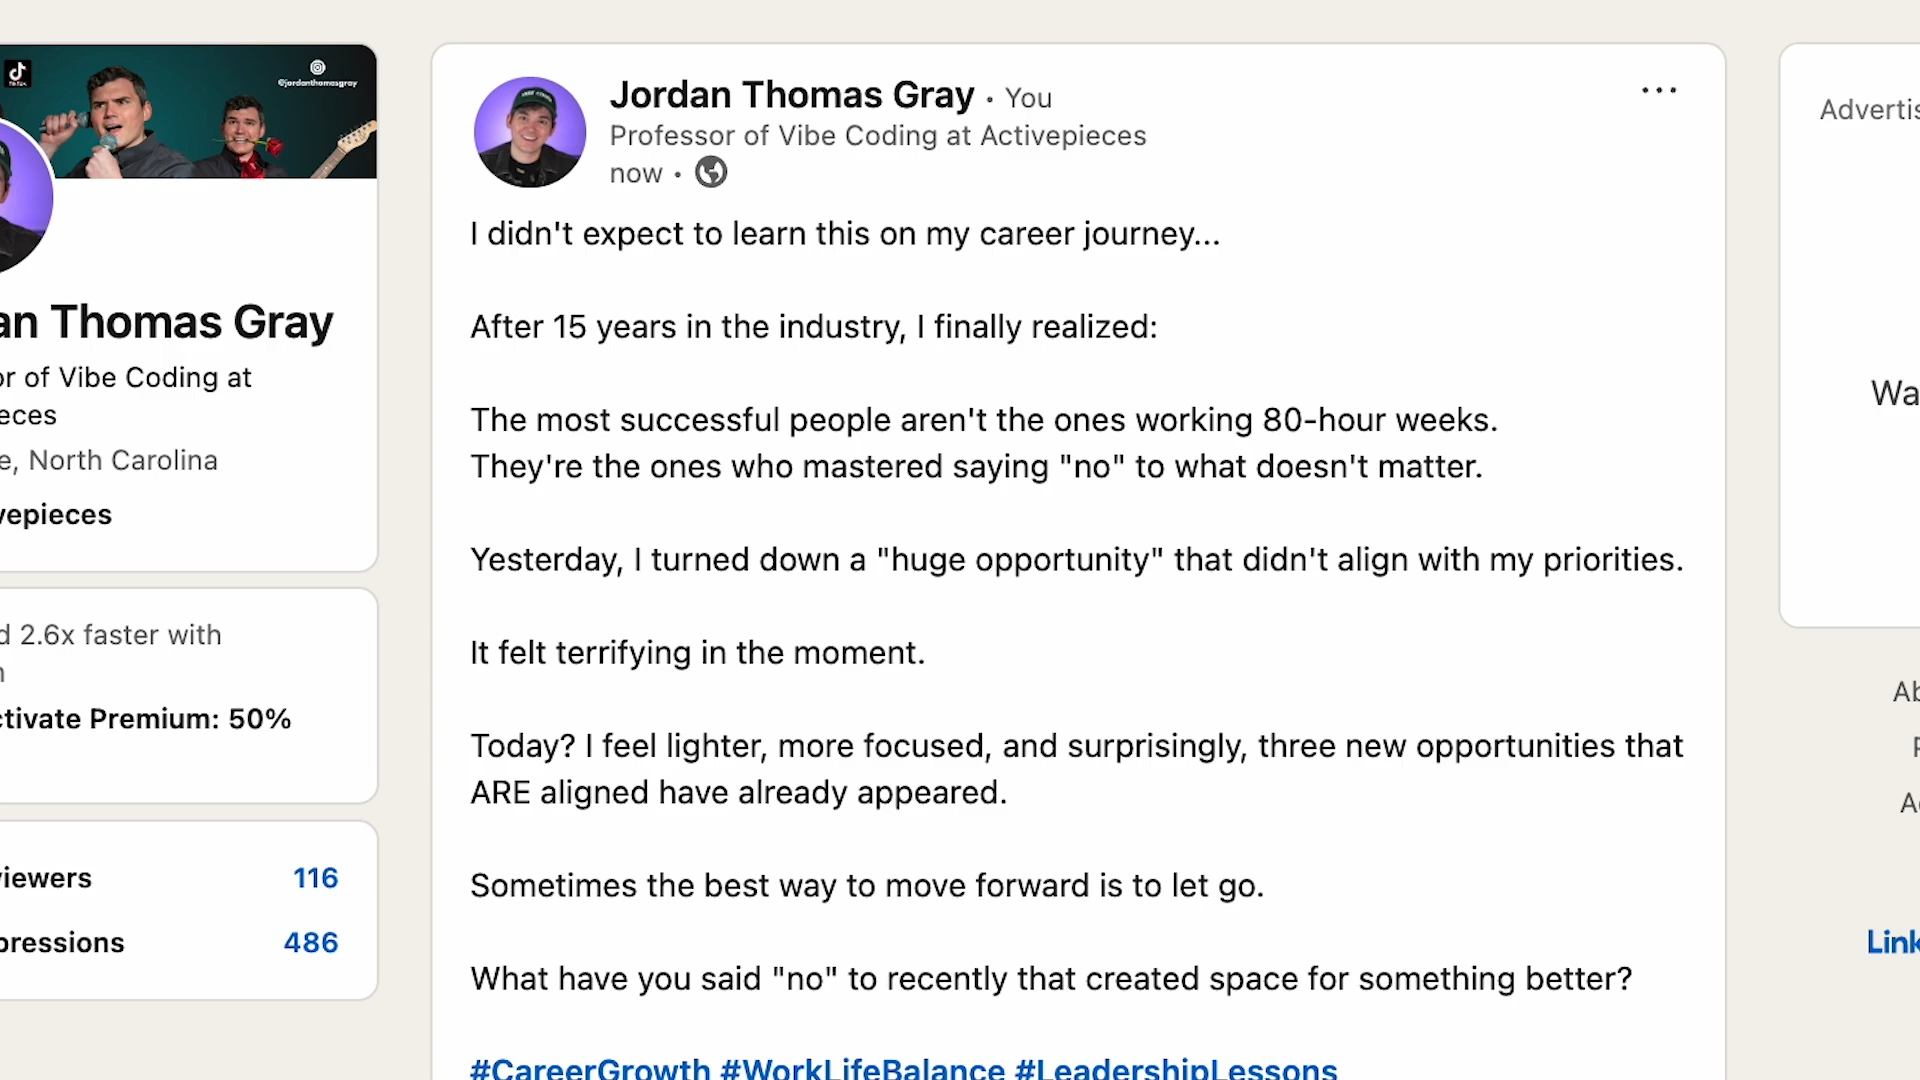 @jordanthomasgray
an Thomas Gray
or of Vibe Coding at
eces
e, North Carolina
vepieces
d 2.6x faster with
ctivate Premium: 50%
viewers 116
pressions 486
Jordan Thomas Gray • You
Professor of Vibe Coding at Activepieces
now •
I didn't expect to learn this on my career journey...
After 15 years in the industry, I finally realized:
The most successful people aren't the ones working 80-hour weeks.
They're the ones who mastered saying "no" to what doesn't matter.
Yesterday, I turned down a "huge opportunity" that didn't align with my priorities.
It felt terrifying in the moment.
Today? I feel lighter, more focused, and surprisingly, three new opportunities that
ARE aligned have already appeared.
Sometimes the best way to move forward is to let go.
What have you said "no" to recently that created space for something better?
#CareerGrowth #WorkLifeBalance #LeadershipLessons
Advertis
Wa
Ab
Link